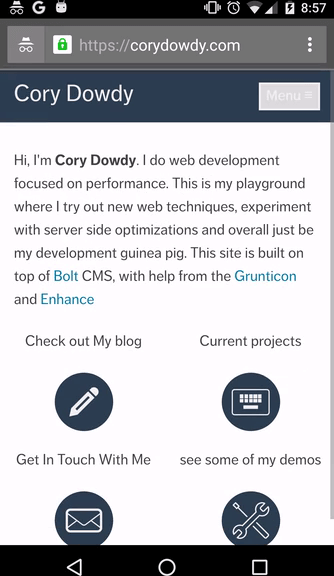 8:57
https://corydowdy.com
Cory Dowdy
Menu ≡
Hi, I'm Cory Dowdy. I do web development
focused on performance. This is my playground
where I try out new web techniques, experiment
with server side optimizations and overall just be
my development guinea pig. This site is built on
top of Bolt CMS, with help from the Grunticon
and Enhance
Check out My blog
Current projects
Get In Touch With Me
see some of my demos